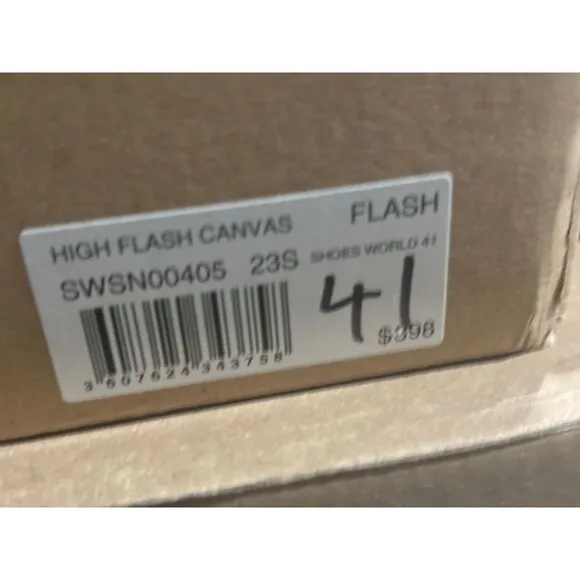 HIGH FLASH CANVAS FLASH
SWSN00405 23S SHOES WORLD 41
41
$398
3 607624 343758